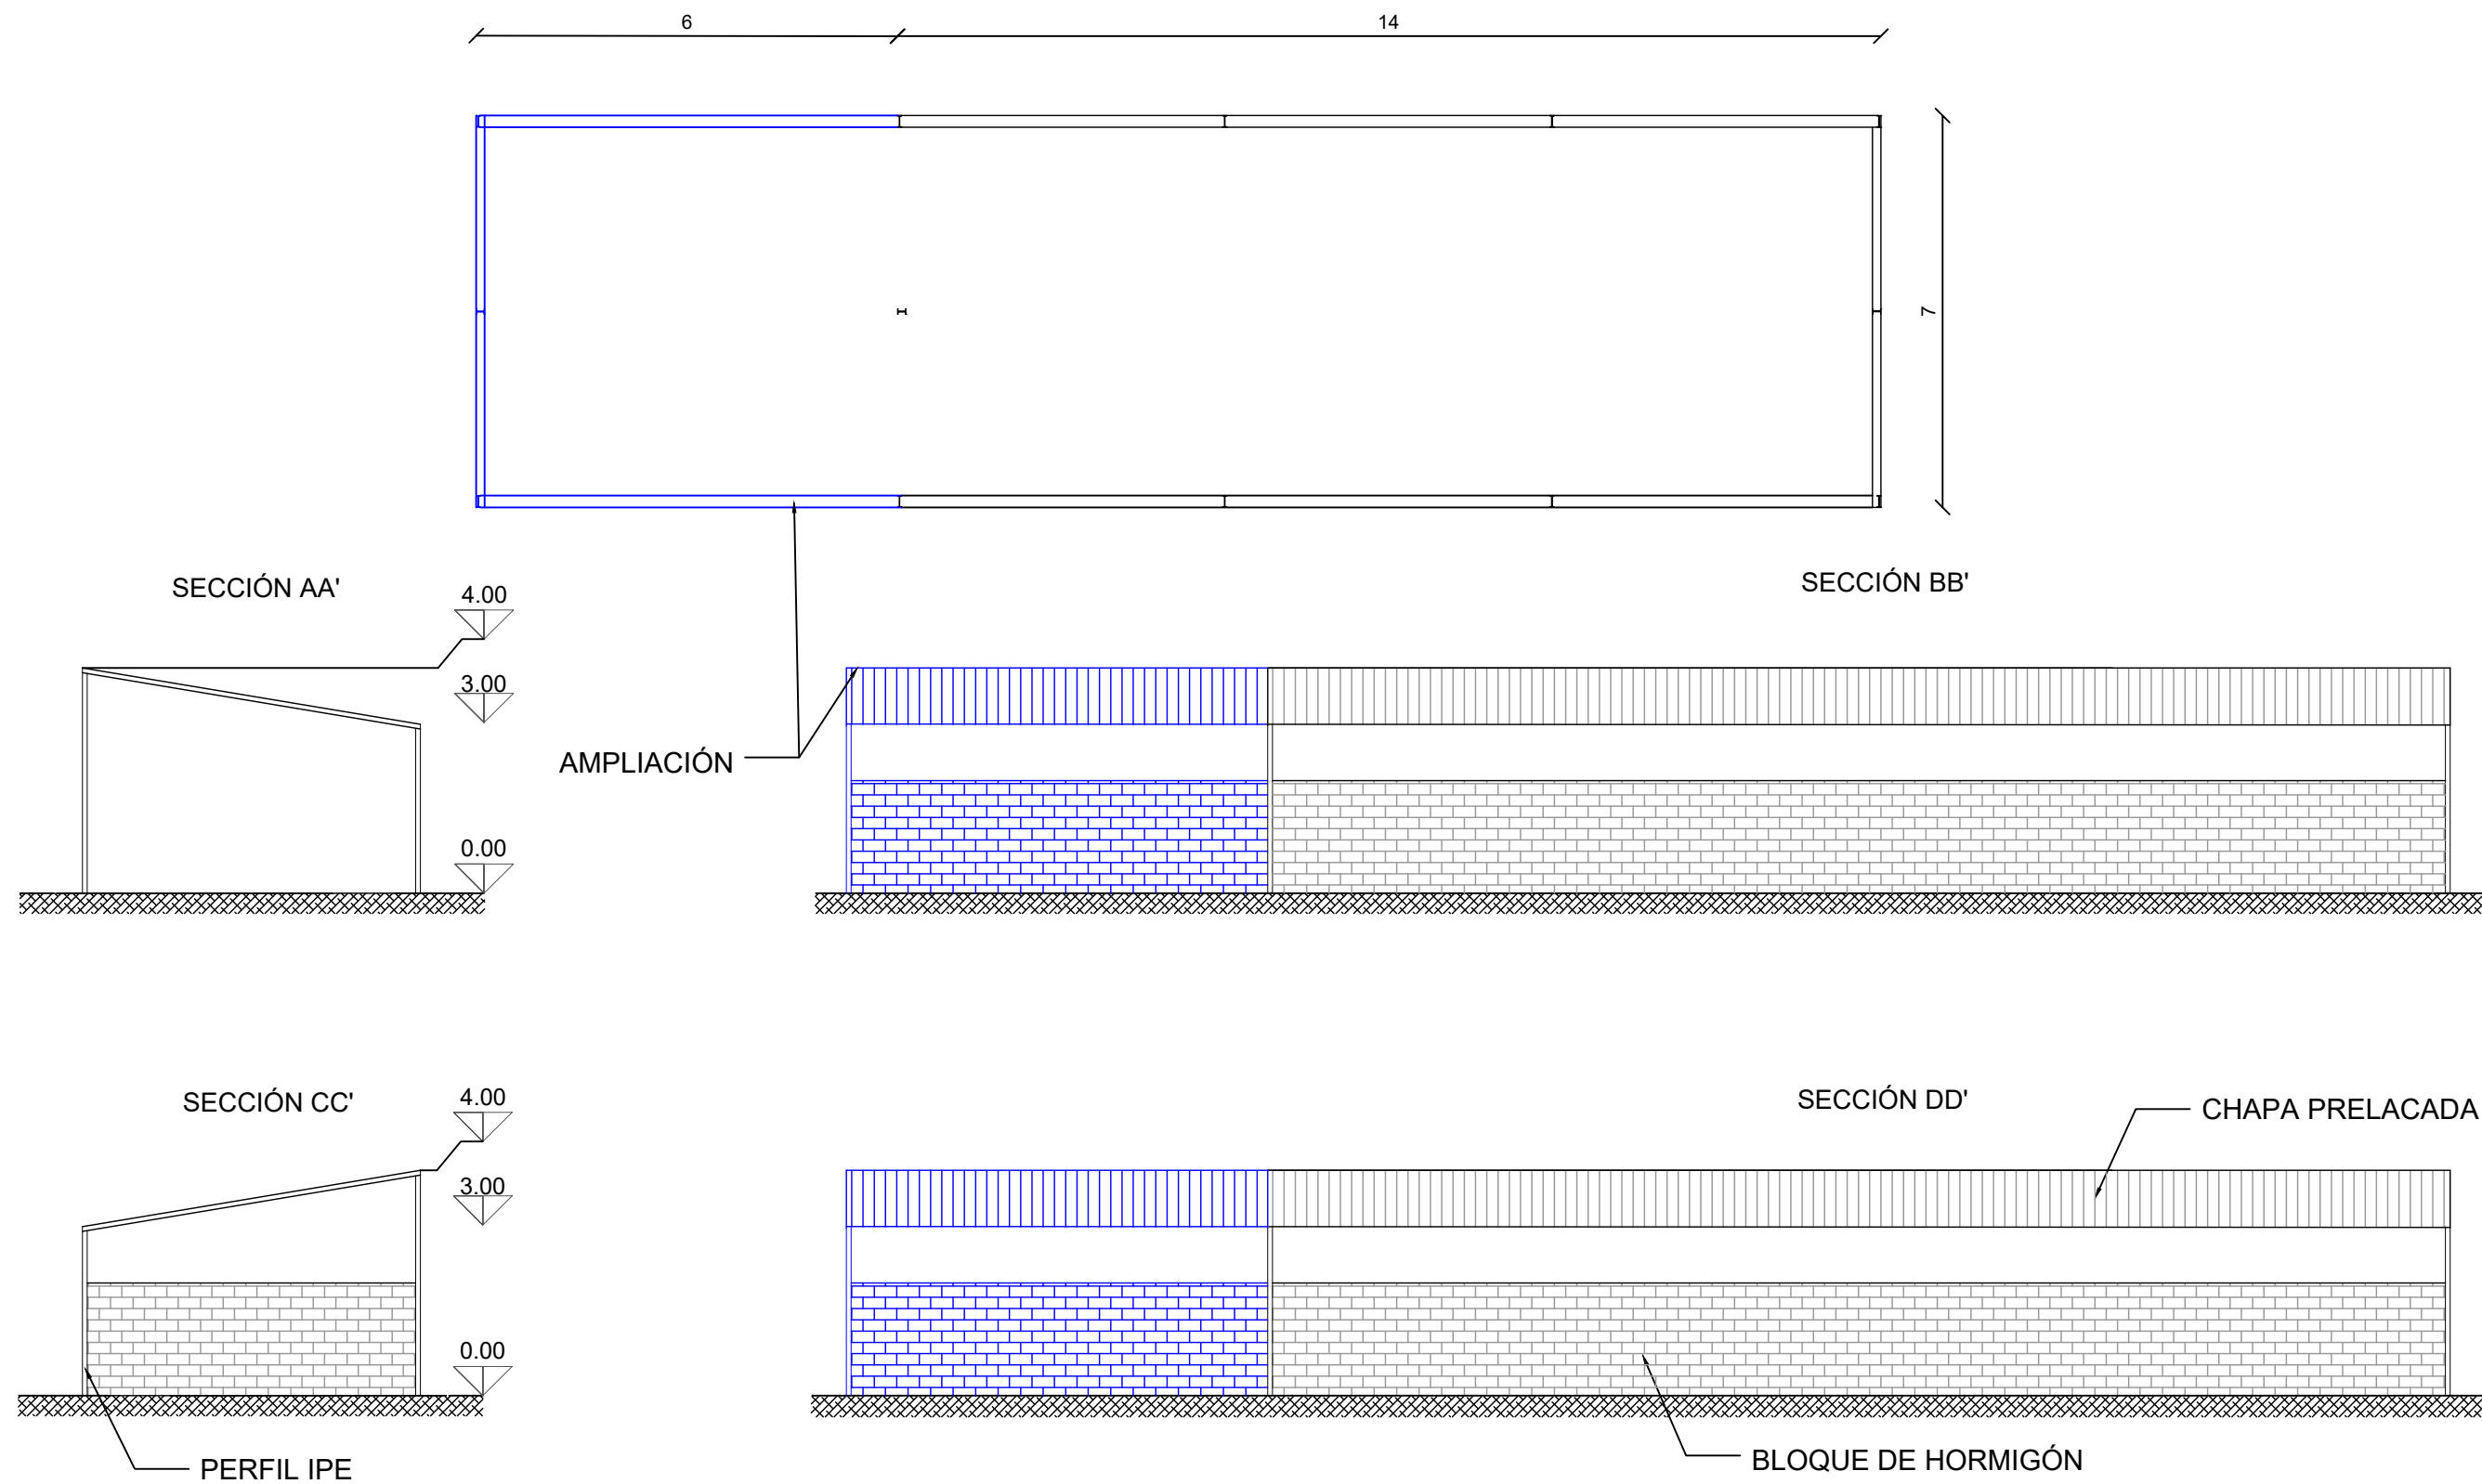 6
14
7
SECCIÓN AA'
4.00
3.00
0.00
SECCIÓN BB'
AMPLIACIÓN
SECCIÓN CC'
4.00
3.00
0.00
SECCIÓN DD'
CHAPA PRELACADA
PERFIL IPE
BLOQUE DE HORMIGÓN